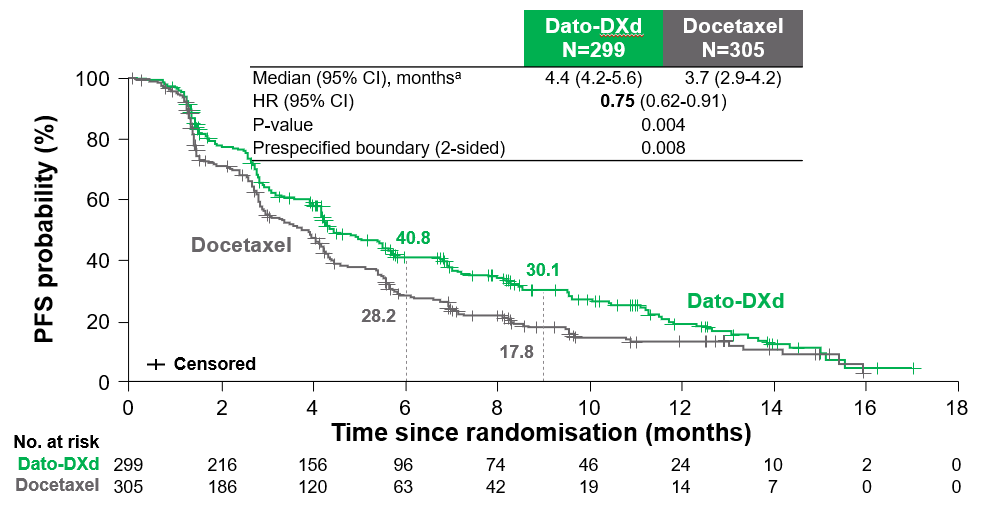 Dato-DXd Docetaxel
N=299 N=305
Median (95% CI), monthsᵃ 4.4 (4.2-5.6) 3.7 (2.9-4.2)
HR (95% CI) 0.75 (0.62-0.91)
P-value 0.004
Prespecified boundary (2-sided) 0.008
PFS probability (%)
100
80
60
40
20
0
Docetaxel
40.8
30.1
Dato-DXd
28.2
17.8
Censored
0 2 4 6 8 10 12 14 16 18
Time since randomisation (months)
No. at risk
Dato-DXd 299 216 156 96 74 46 24 10 2 0
Docetaxel 305 186 120 63 42 19 14 7 0 0